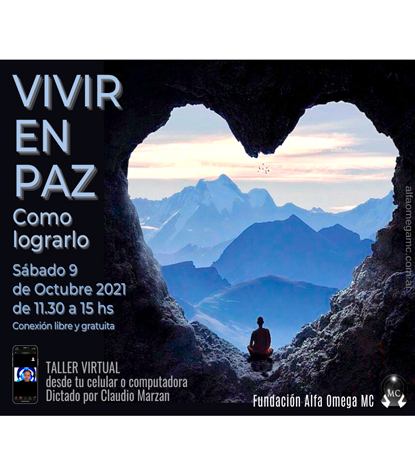 VIVIR
EN
PAZ
Como
lograrlo
Sábado 9
de Octubre 2021
de 11.30 a 15 hs
Conexión libre y gratuita
TALLER VIRTUAL
desde tu celular o computadora
Dictado por Claudio Marzan
Fundación Alfa Omega MC
MC
alfaomegamc.com.ar